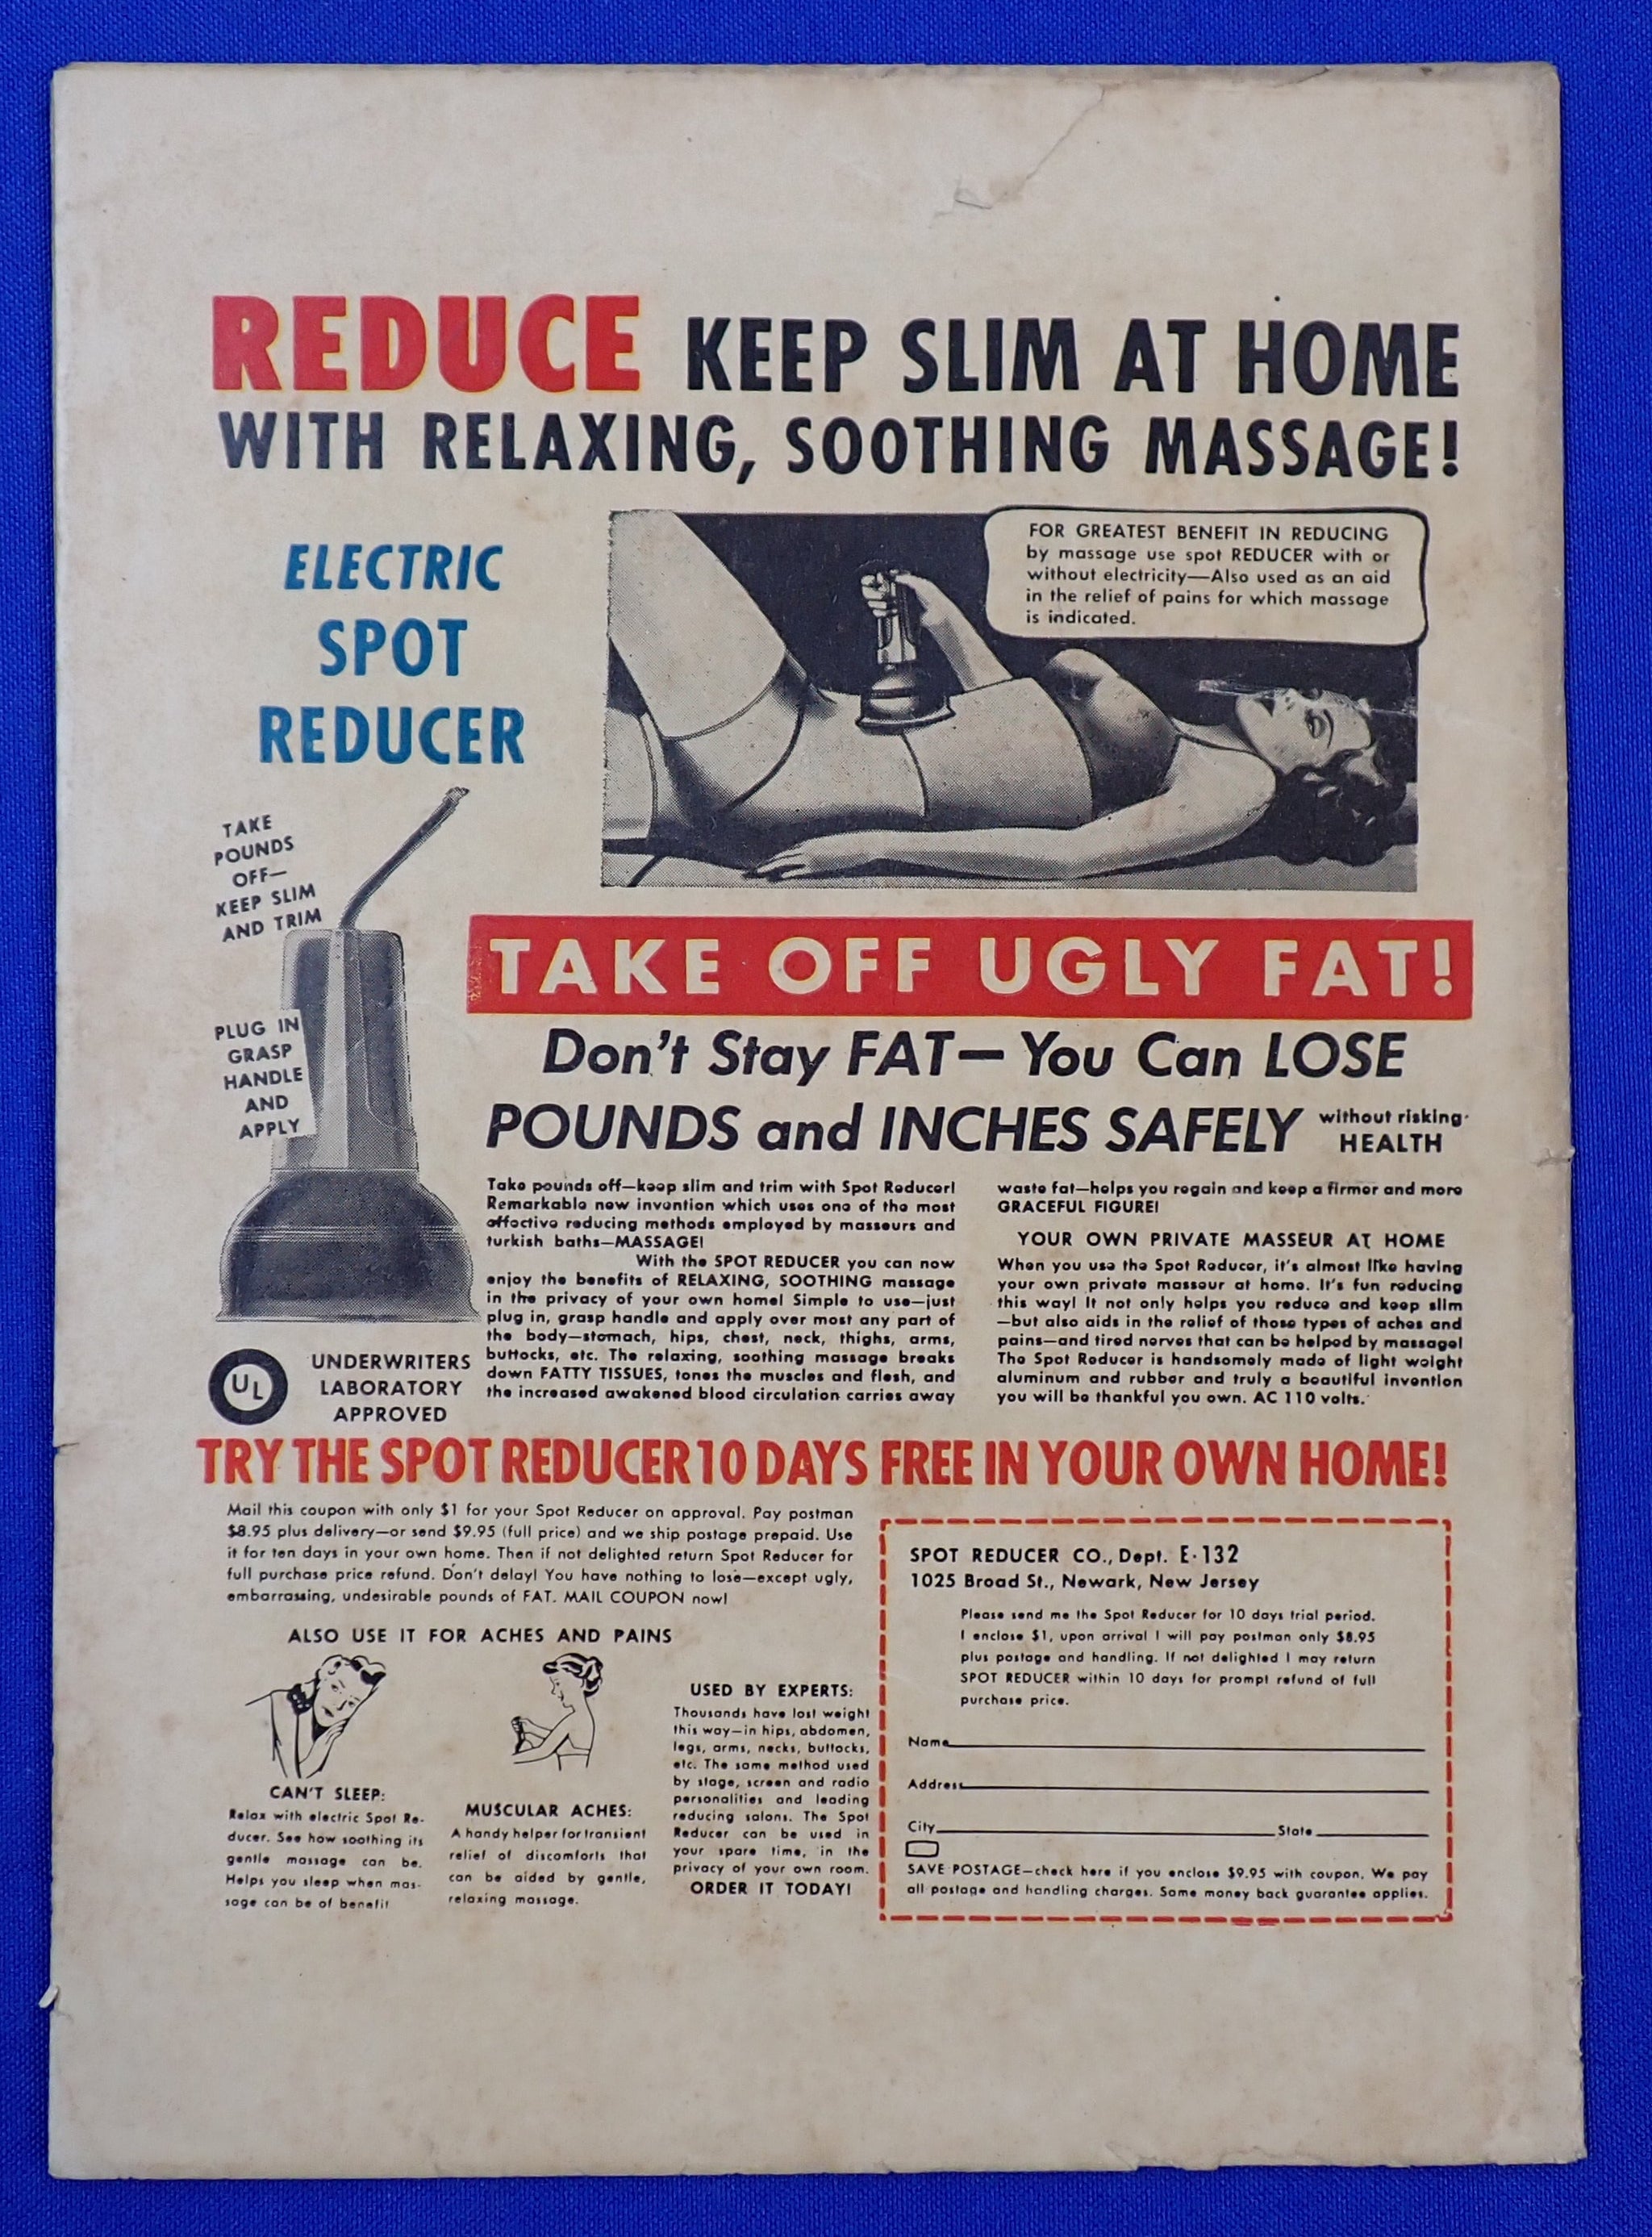 REDUCE KEEP SLIM AT HOME
WITH RELAXING, SOOTHING MASSAGE!
ELECTRIC
SPOT
REDUCER
FOR GREATEST BENEFIT IN REDUCING
by massage use spot REDUCER with or
without electricity—Also used as an aid
in the relief of pains for which massage
is indicated.
TAKE
POUNDS
OFF—
KEEP SLIM
AND TRIM
PLUG IN
GRASP
HANDLE
AND
APPLY
TAKE OFF UGLY FAT!
Don't Stay FAT— You Can LOSE
POUNDS and INCHES SAFELY without risking
HEALTH
Take pounds off—keep slim and trim with Spot Reducer!
Remarkable new invention which uses one of the most
effective reducing methods employed by masseurs and
turkish baths—MASSAGE!
With the SPOT REDUCER you can now
enjoy the benefits of RELAXING, SOOTHING massage
in the privacy of your own home! Simple to use—just
plug in, grasp handle and apply over most any part of
the body—stomach, hips, chest, neck, thighs, arms,
buttocks, etc. The relaxing, soothing massage breaks
down FATTY TISSUES, tones the muscles and flesh, and
the increased awakened blood circulation carries away
waste fat—helps you regain and keep a firmer and more
GRACEFUL FIGURE!
YOUR OWN PRIVATE MASSEUR AT HOME
When you use the Spot Reducer, it's almost like having
your own private masseur at home. It's fun reducing
this way! It not only helps you reduce and keep slim
—but also aids in the relief of those types of aches and
pains—and tired nerves that can be helped by massage!
The Spot Reducer is handsomely made of light weight
aluminum and rubber and truly a beautiful invention
you will be thankful you own. AC 110 volts.
UL
UNDERWRITERS
LABORATORY
APPROVED
TRY THE SPOT REDUCER 10 DAYS FREE IN YOUR OWN HOME!
Mail this coupon with only $1 for your Spot Reducer on approval. Pay postman
$8.95 plus delivery—or send $9.95 (full price) and we ship postage prepaid. Use
it for ten days in your own home. Then if not delighted return Spot Reducer for
full purchase price refund. Don't delay! You have nothing to lose—except ugly,
embarrassing, undesirable pounds of FAT. MAIL COUPON now!
ALSO USE IT FOR ACHES AND PAINS
CAN'T SLEEP:
Relax with electric Spot Re-
ducer. See how soothing its
gentle massage can be.
Helps you sleep when mas-
sage can be of benefit
MUSCULAR ACHES:
A handy helper for transient
relief of discomforts that
can be aided by gentle,
relaxing massage.
USED BY EXPERTS:
Thousands have lost weight
this way—in hips, abdomen,
legs, arms, necks, buttocks,
etc. The same method used
by stage, screen and radio
personalities and leading
reducing salons. The Spot
Reducer can be used in
your spare time, in the
privacy of your own room.
ORDER IT TODAY!
SPOT REDUCER CO., Dept. E-132
1025 Broad St., Newark, New Jersey
Please send me the Spot Reducer for 10 days trial period.
I enclose $1, upon arrival I will pay postman only $8.95
plus postage and handling. If not delighted I may return
SPOT REDUCER within 10 days for prompt refund of full
purchase price.
Name
Address
City State
SAVE POSTAGE—check here if you enclose $9.95 with coupon. We pay
all postage and handling charges. Same money back guarantee applies.